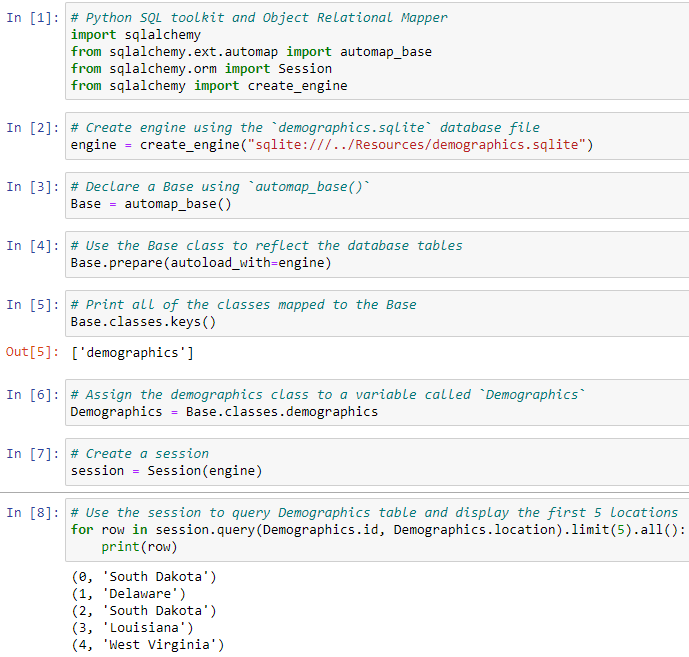 In [1]: # Python SQL toolkit and Object Relational Mapper
import sqlalchemy
from sqlalchemy.ext.automap import automap_base
from sqlalchemy.orm import Session
from sqlalchemy import create_engine
In [2]: # Create engine using the `demographics.sqlite` database file
engine = create_engine("sqlite:///../Resources/demographics.sqlite")
In [3]: # Declare a Base using `automap_base()`
Base = automap_base()
In [4]: # Use the Base class to reflect the database tables
Base.prepare(autoload_with=engine)
In [5]: # Print all of the classes mapped to the Base
Base.classes.keys()
Out[5]: ['demographics']
In [6]: # Assign the demographics class to a variable called `Demographics`
Demographics = Base.classes.demographics
In [7]: # Create a session
session = Session(engine)
In [8]: # Use the session to query Demographics table and display the first 5 locations
for row in session.query(Demographics.id, Demographics.location).limit(5).all():
    print(row)
(0, 'South Dakota')
(1, 'Delaware')
(2, 'South Dakota')
(3, 'Louisiana')
(4, 'West Virginia')